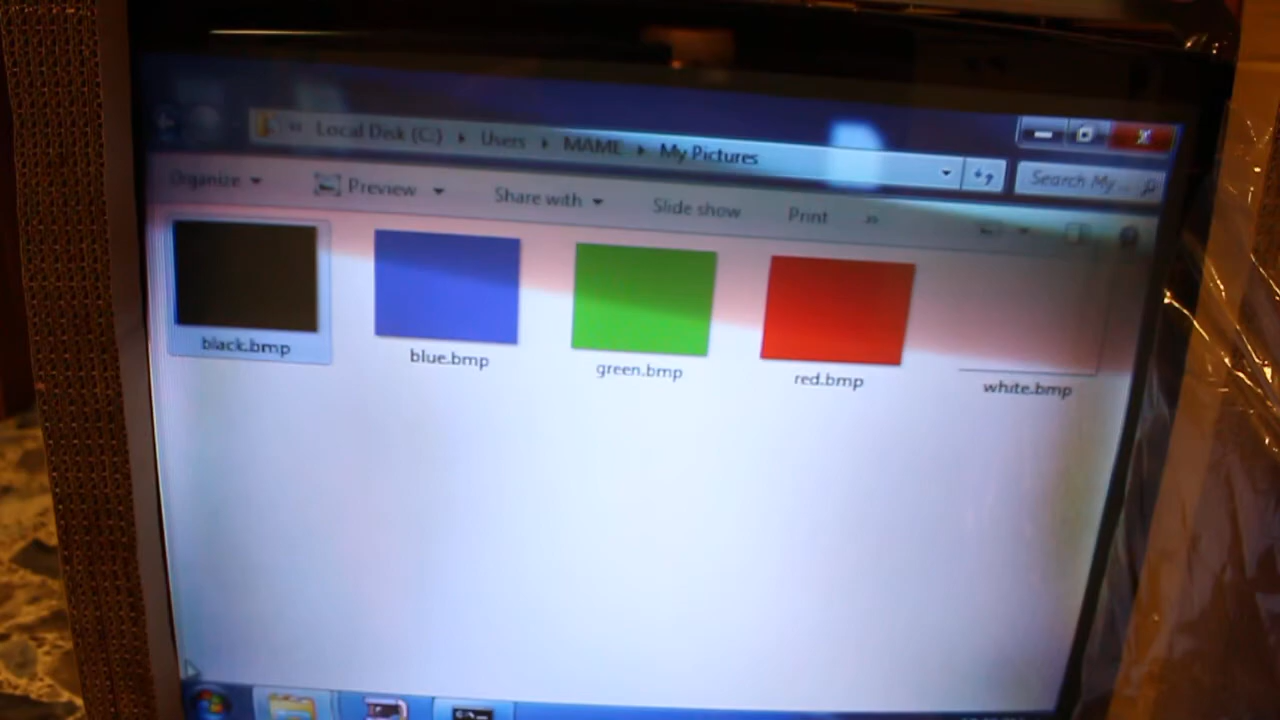 « Local Disk (C:) ▸ Users ▸ MAME ▸ My Pictures
Search My...
Organize Preview Share with Slide show Print »
black.bmp
blue.bmp
green.bmp
red.bmp
white.bmp